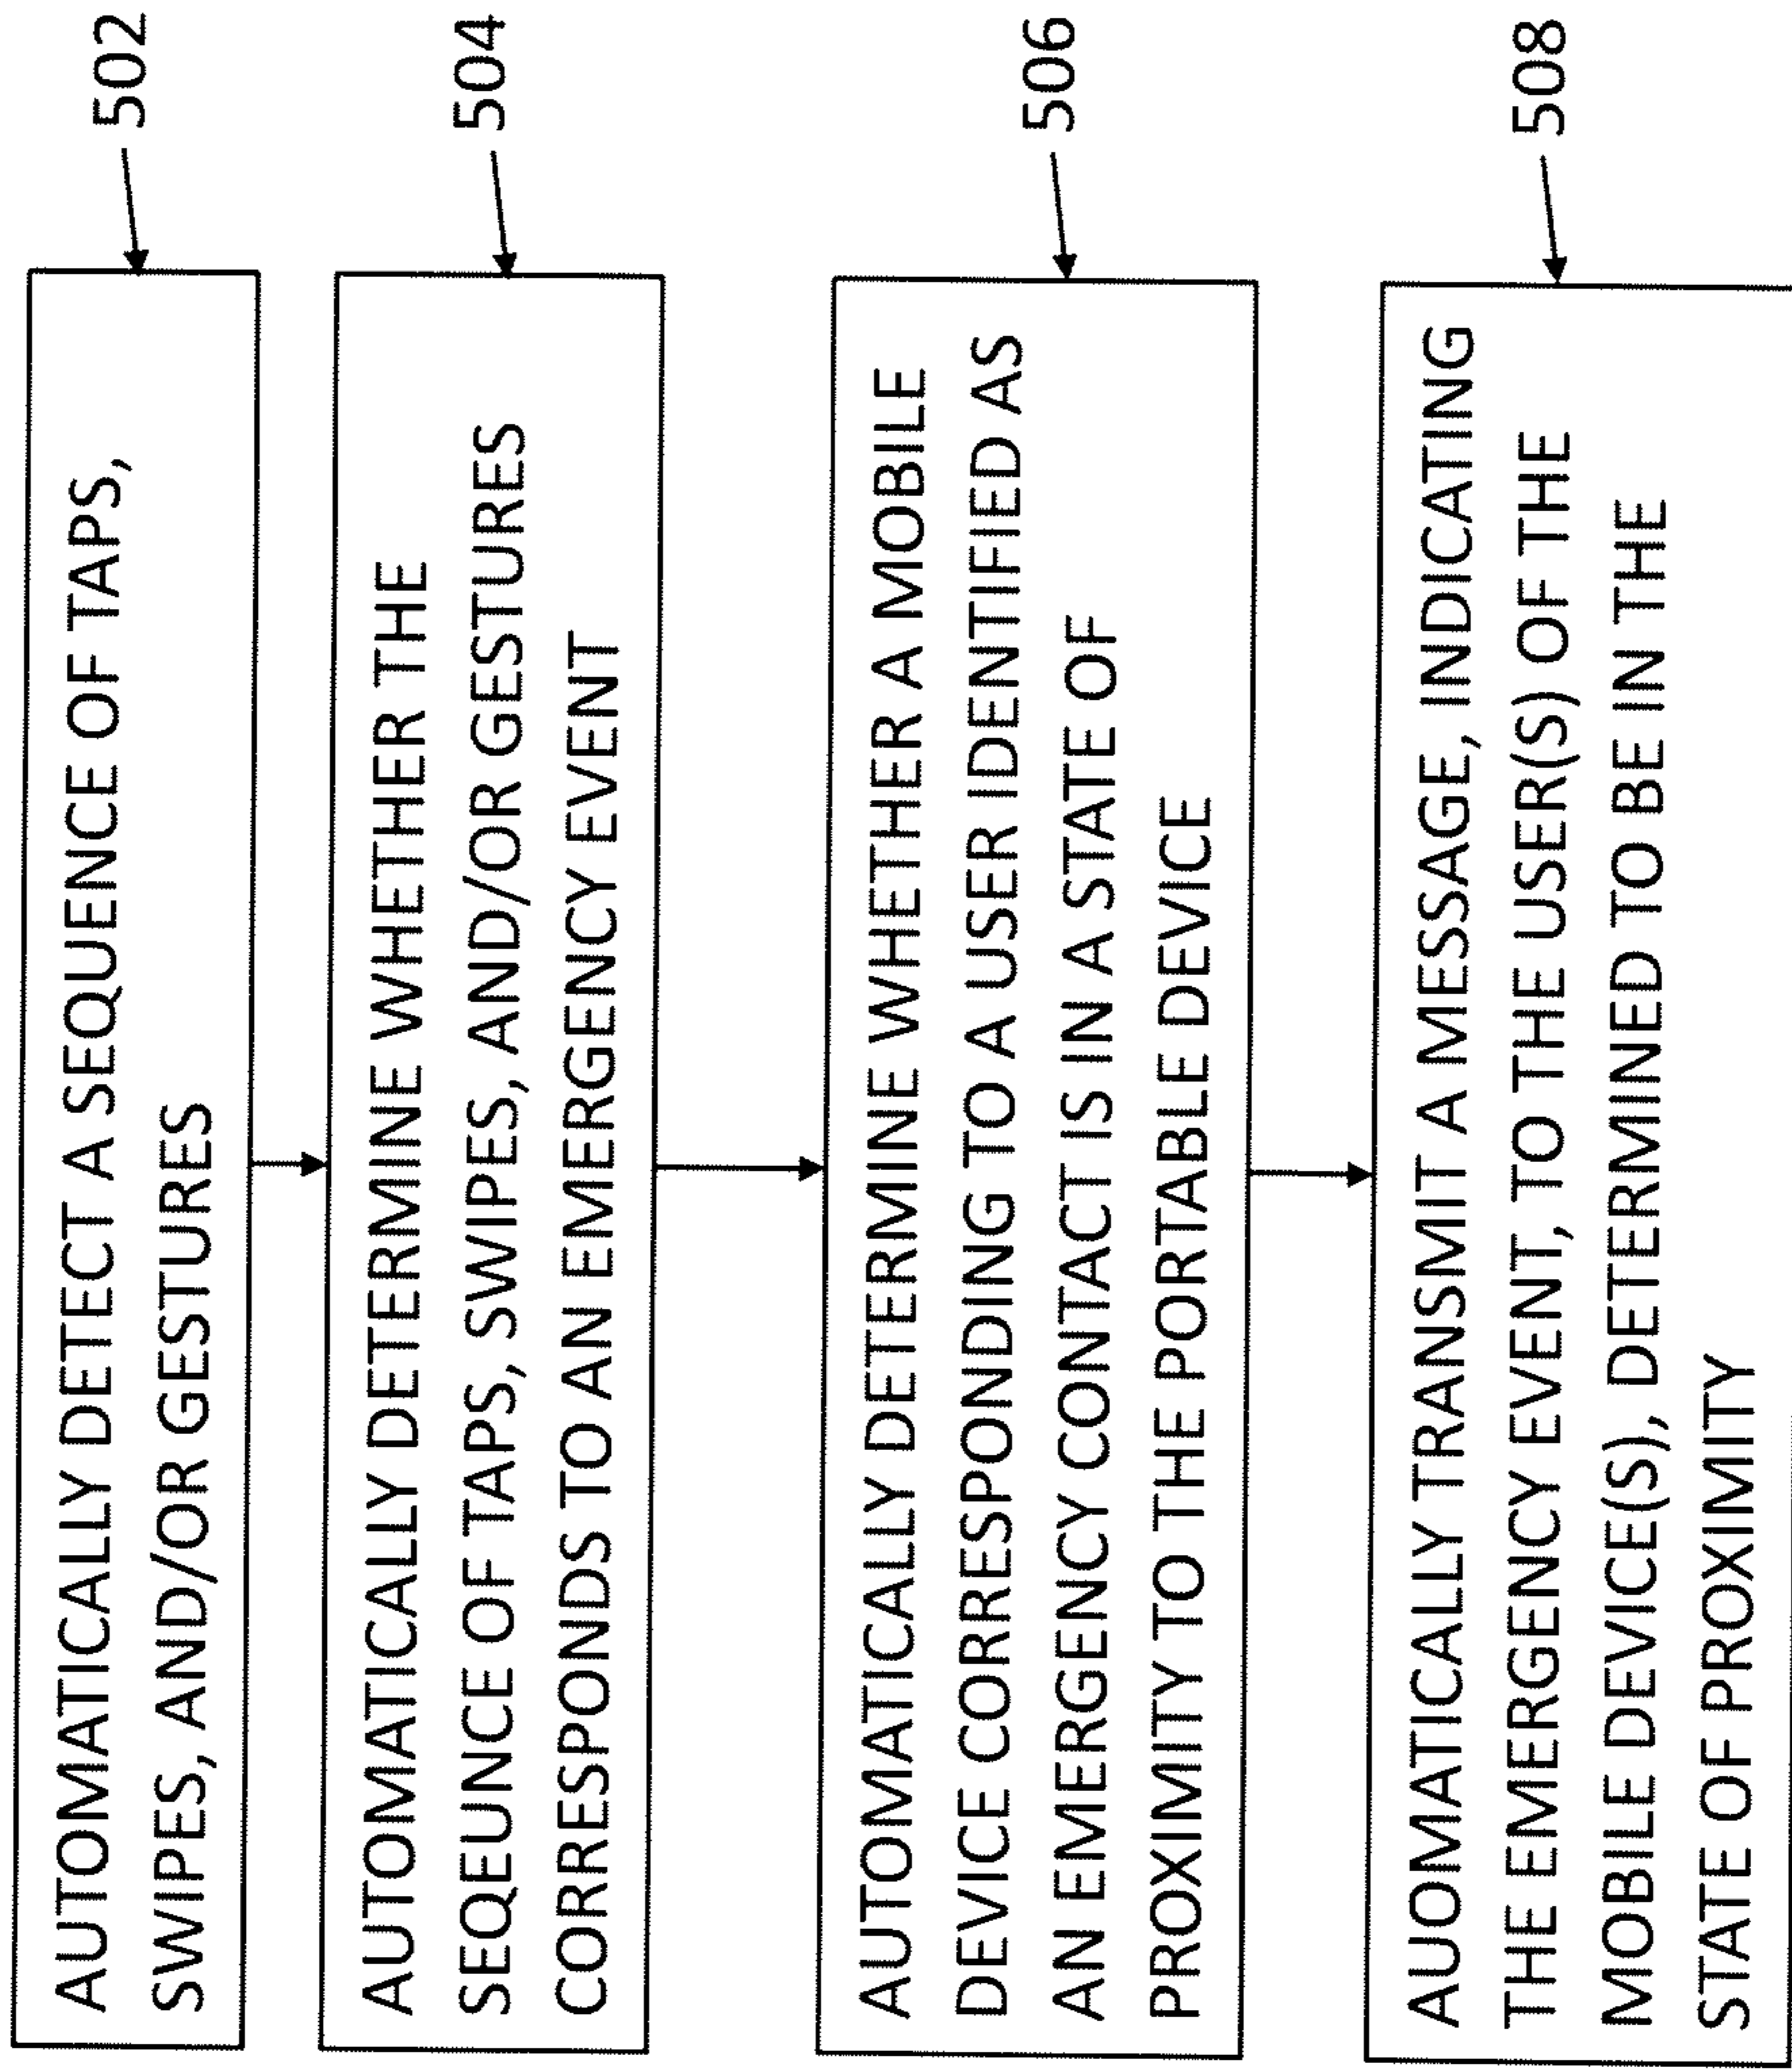 AUTOMATICALLY DETECT A SEQUENCE OF TAPS,
SWIPES, AND/OR GESTURES
502
AUTOMATICALLY DETERMINE WHETHER THE
SEQEUNCE OF TAPS, SWIPES, AND/OR GESTURES
CORRESPONDS TO AN EMERGENCY EVENT
504
AUTOMATICALLY DETERMINE WHETHER A MOBILE
DEVICE CORRESPONDING TO A USER IDENTIFIED AS
AN EMERGENCY CONTACT IS IN A STATE OF
PROXIMITY TO THE PORTABLE DEVICE
506
AUOMATICALLY TRANSMIT A MESSAGE, INDICATING
THE EMERGENCY EVENT, TO THE USER(S) OF THE
MOBILE DEVICE(S), DETERMINED TO BE IN THE
STATE OF PROXIMITY
508